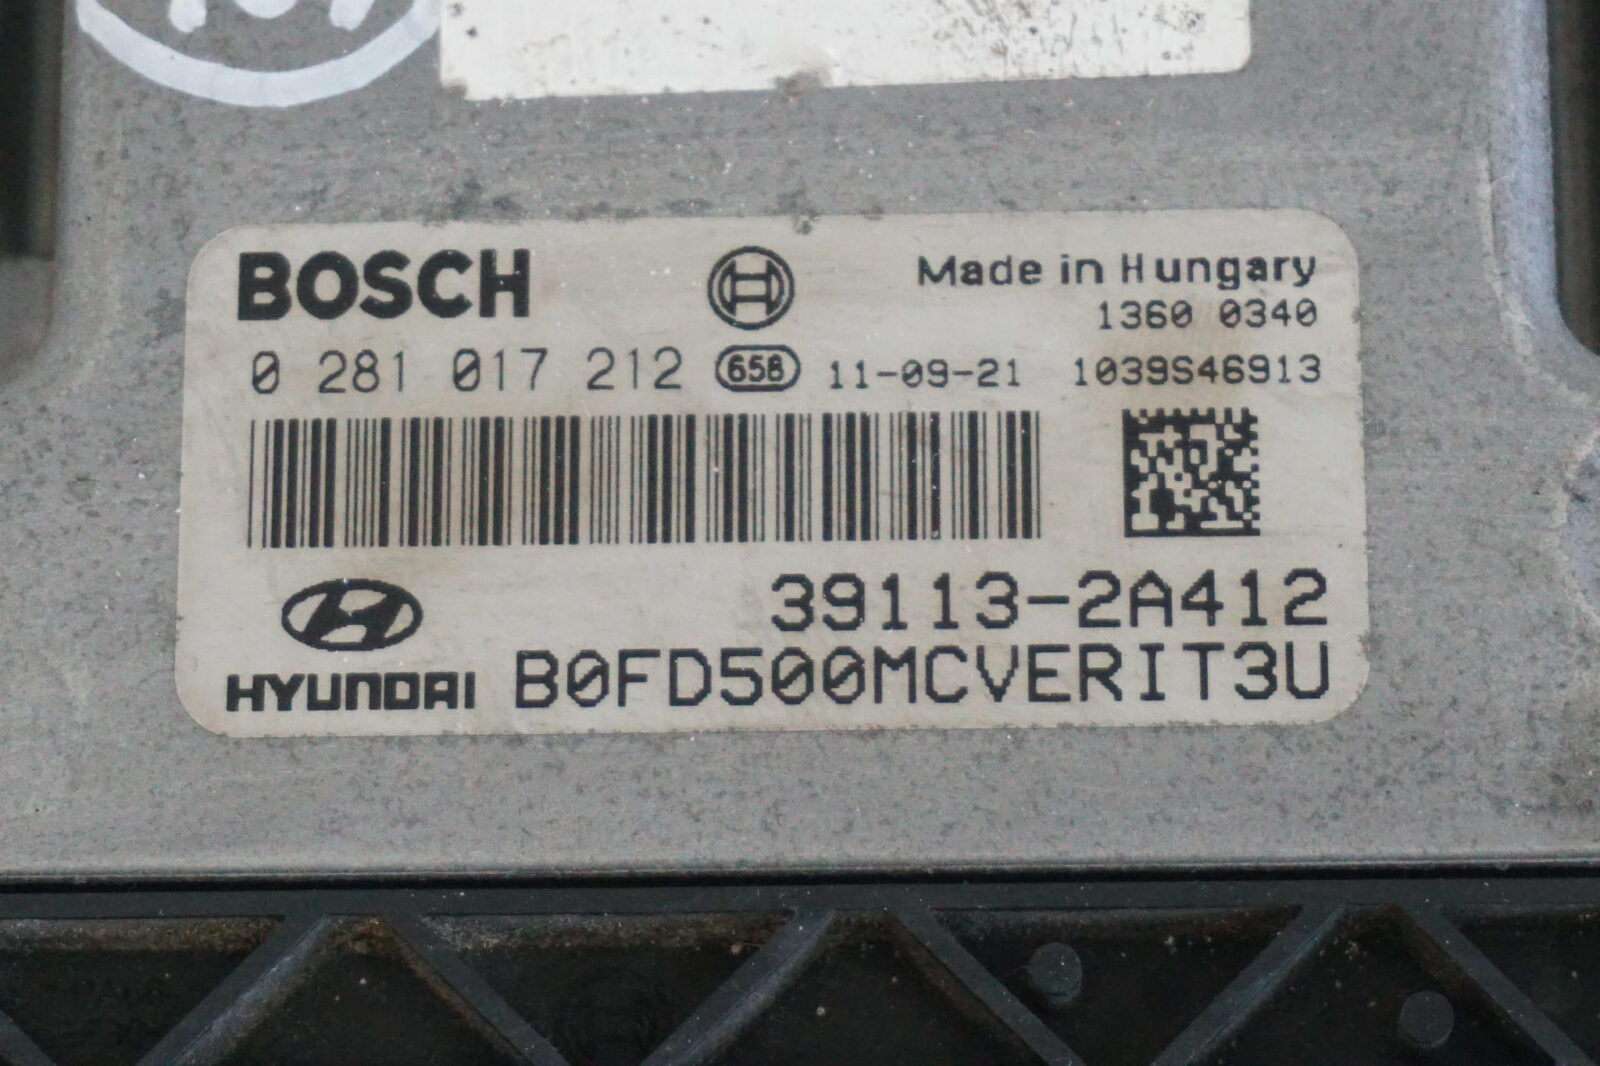 BOSCH
Made in Hungary
1360 0340
0 281 017 212 658 11-09-21 1039S46913
39113-2A412
HYUNDAI B0FD500MCVERIT3U